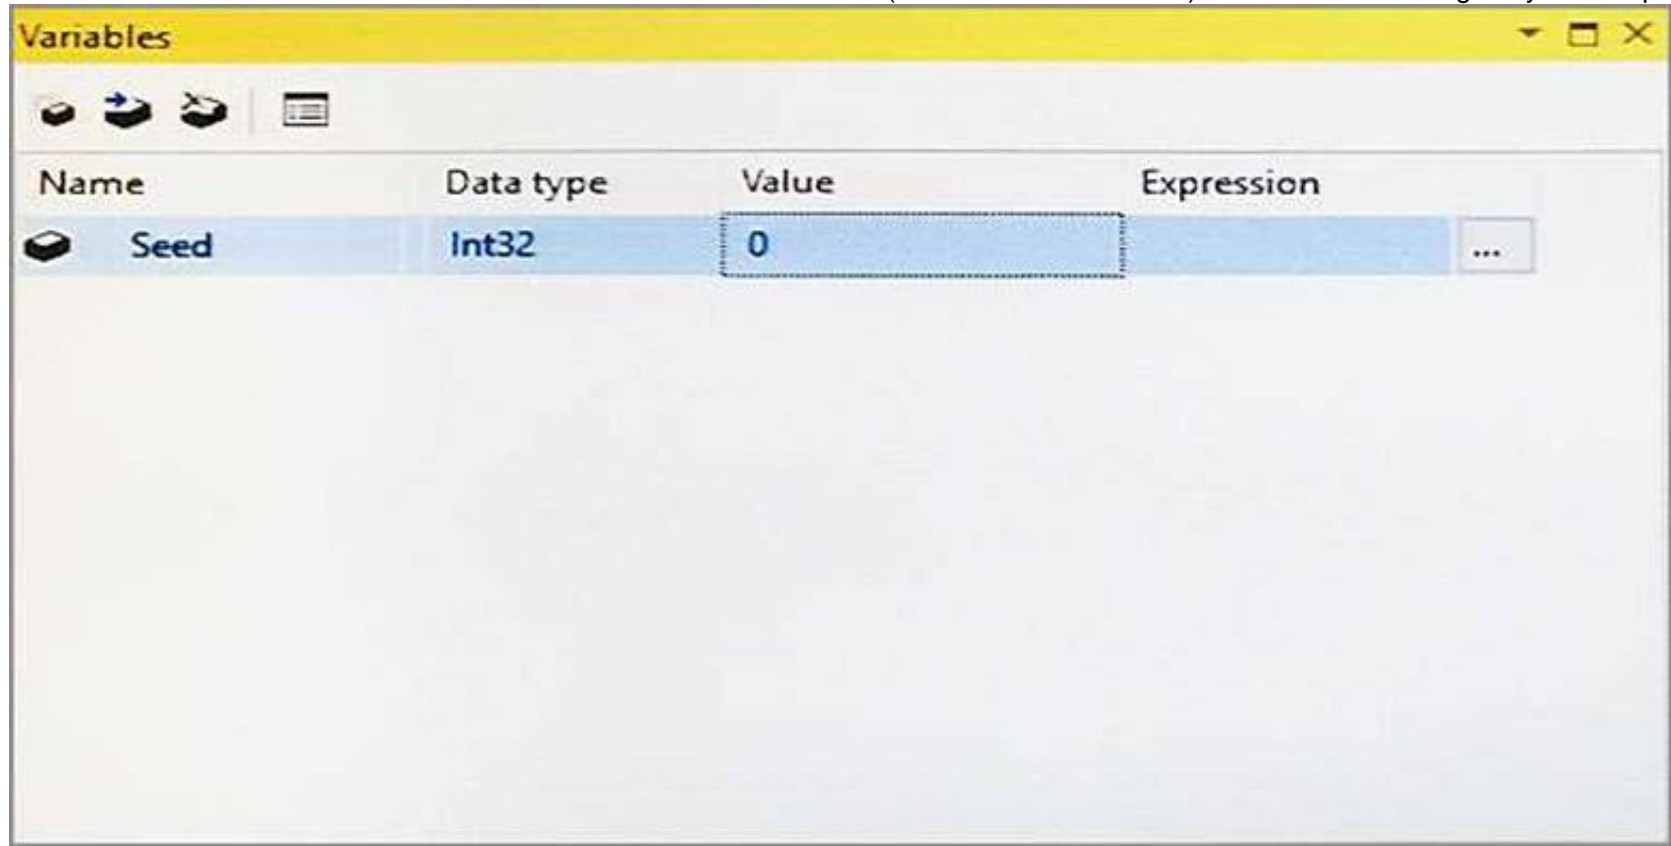 Variables
Name Data type Value Expression
Seed Int32 0 ...